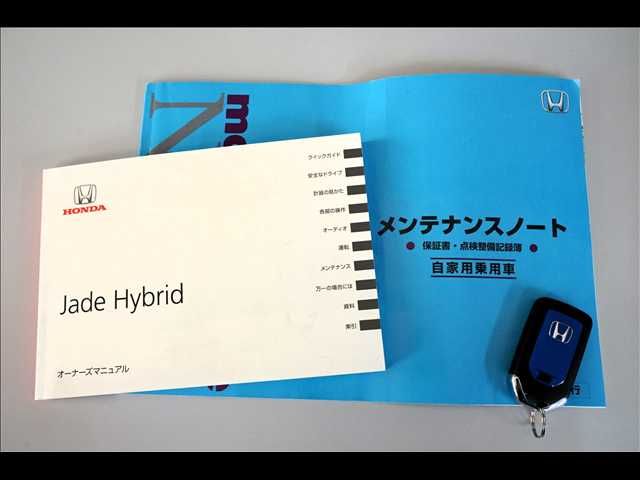 HONDA
Jade Hybrid
オーナーズマニュアル
クイックガイド
安全なドライブ
計器の見かた
各部の操作
オーディオ
運転
メンテナンス
万一の場合には
資料
索引
メンテナンスノート
● 保証書・点検整備記録簿 ●
自家用乗用車
行